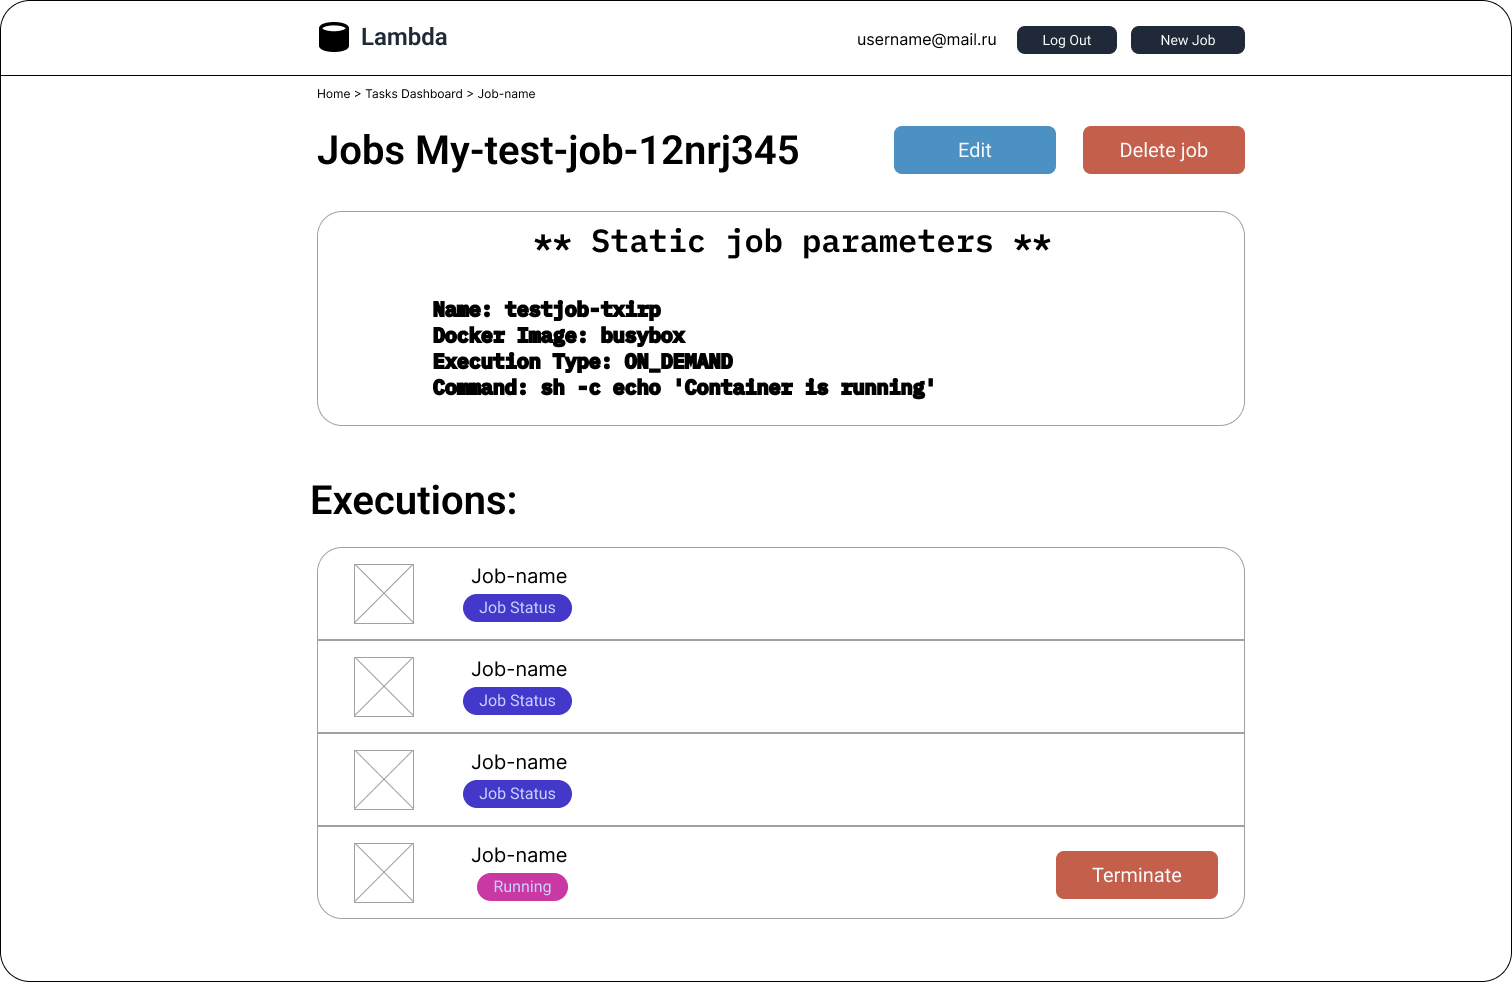 Lambda
username@mail.ru
Log Out
New Job
Home > Tasks Dashboard > Job-name
Jobs My-test-job-12nrj345
Edit
Delete job
** Static job parameters **
Name: testjob-txirp
Docker Image: busybox
Execution Type: ON_DEMAND
Command: sh -c echo 'Container is running'
Executions:
Job-name
Job Status
Job-name
Job Status
Job-name
Job Status
Job-name
Running
Terminate